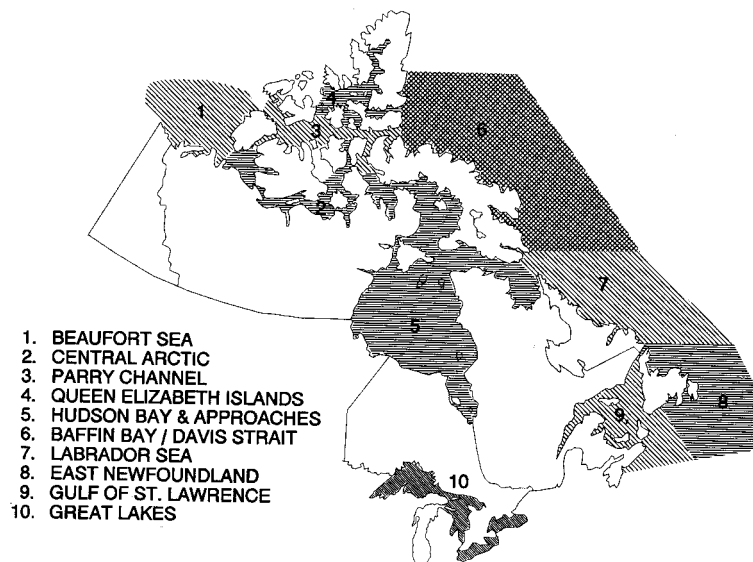 1
4
3
6
2
5
7
8
9
10
1. BEAUFORT SEA
2. CENTRAL ARCTIC
3. PARRY CHANNEL
4. QUEEN ELIZABETH ISLANDS
5. HUDSON BAY & APPROACHES
6. BAFFIN BAY / DAVIS STRAIT
7. LABRADOR SEA
8. EAST NEWFOUNDLAND
9. GULF OF ST. LAWRENCE
10. GREAT LAKES